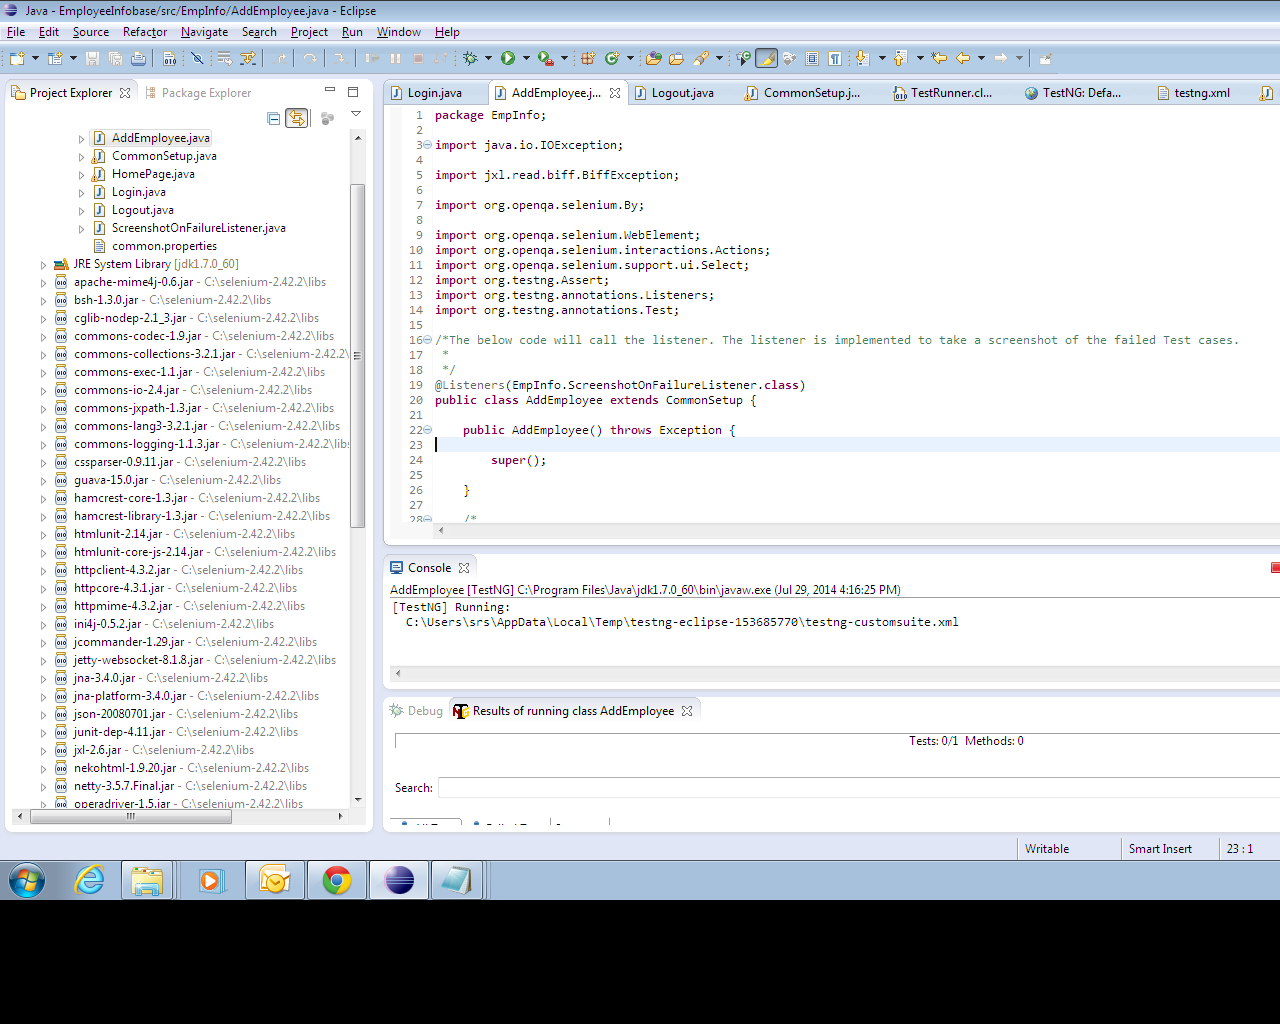 Java - EmployeeInfobase/src/EmpInfo/AddEmployee.java - Eclipse
File Edit Source Refactor Navigate Search Project Run Window Help
Project Explorer Package Explorer
AddEmployee.java
CommonSetup.java
HomePage.java
Login.java
Logout.java
ScreenshotOnFailureListener.java
common.properties
JRE System Library [jdk1.7.0_60]
apache-mime4j-0.6.jar - C:\selenium-2.42.2\libs
bsh-1.3.0.jar - C:\selenium-2.42.2\libs
cglib-nodep-2.1_3.jar - C:\selenium-2.42.2\libs
commons-codec-1.9.jar - C:\selenium-2.42.2\libs
commons-collections-3.2.1.jar - C:\selenium-2.42.2\
commons-exec-1.1.jar - C:\selenium-2.42.2\libs
commons-io-2.4.jar - C:\selenium-2.42.2\libs
commons-jxpath-1.3.jar - C:\selenium-2.42.2\libs
commons-lang3-3.2.1.jar - C:\selenium-2.42.2\libs
commons-logging-1.1.3.jar - C:\selenium-2.42.2\libs
cssparser-0.9.11.jar - C:\selenium-2.42.2\libs
guava-15.0.jar - C:\selenium-2.42.2\libs
hamcrest-core-1.3.jar - C:\selenium-2.42.2\libs
hamcrest-library-1.3.jar - C:\selenium-2.42.2\libs
htmlunit-2.14.jar - C:\selenium-2.42.2\libs
htmlunit-core-js-2.14.jar - C:\selenium-2.42.2\libs
httpclient-4.3.2.jar - C:\selenium-2.42.2\libs
httpcore-4.3.1.jar - C:\selenium-2.42.2\libs
httpmime-4.3.2.jar - C:\selenium-2.42.2\libs
ini4j-0.5.2.jar - C:\selenium-2.42.2\libs
jcommander-1.29.jar - C:\selenium-2.42.2\libs
jetty-websocket-8.1.8.jar - C:\selenium-2.42.2\libs
jna-3.4.0.jar - C:\selenium-2.42.2\libs
jna-platform-3.4.0.jar - C:\selenium-2.42.2\libs
json-20080701.jar - C:\selenium-2.42.2\libs
junit-dep-4.11.jar - C:\selenium-2.42.2\libs
jxl-2.6.jar - C:\selenium-2.42.2\libs
nekohtml-1.9.20.jar - C:\selenium-2.42.2\libs
netty-3.5.7.Final.jar - C:\selenium-2.42.2\libs
operadriver-1.5.jar - C:\selenium-2.42.2\libs
Login.java AddEmployee.j... Logout.java CommonSetup.j... TestRunner.cl... TestNG: Defa... testng.xml
1 package EmpInfo;
2
3 import java.io.IOException;
4
5 import jxl.read.biff.BiffException;
6
7 import org.openqa.selenium.By;
8
9 import org.openqa.selenium.WebElement;
10 import org.openqa.selenium.interactions.Actions;
11 import org.openqa.selenium.support.ui.Select;
12 import org.testng.Assert;
13 import org.testng.annotations.Listeners;
14 import org.testng.annotations.Test;
15
16 /*The below code will call the listener. The listener is implemented to take a screenshot of the failed Test cases.
17 *
18 */
19 @Listeners(EmpInfo.ScreenshotOnFailureListener.class)
20 public class AddEmployee extends CommonSetup {
21
22 public AddEmployee() throws Exception {
23
24 super();
25
26 }
27
28 /*
Console
AddEmployee [TestNG] C:\Program Files\Java\jdk1.7.0_60\bin\javaw.exe (Jul 29, 2014 4:16:25 PM)
[TestNG] Running:
C:\Users\srs\AppData\Local\Temp\testng-eclipse-153685770\testng-customsuite.xml
Debug Results of running class AddEmployee
Tests: 0/1 Methods: 0
Search:
Writable Smart Insert 23 : 1